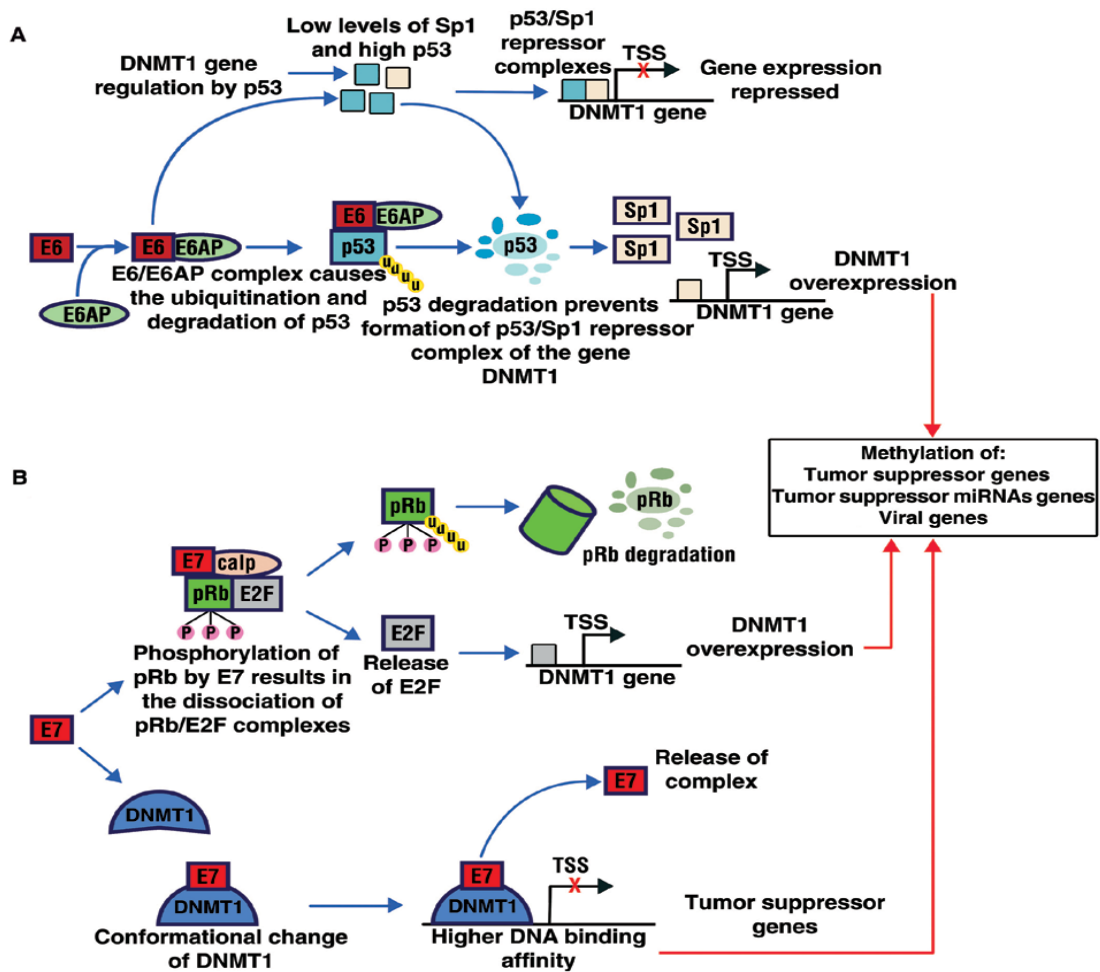 A
Low levels of Sp1
and high p53
p53/Sp1
repressor
complexes
TSS
X
DNMT1 gene
regulation by p53
Gene expression
repressed
DNMT1 gene
E6
E6AP
E6
E6AP
E6/E6AP complex causes
the ubiquitination and
degradation of p53
E6
E6AP
p53
u
u
u
u
p53
p53 degradation prevents
formation of p53/Sp1 repressor
complex of the gene
DNMT1
Sp1
Sp1
Sp1
TSS
DNMT1 gene
DNMT1
overexpression
Methylation of:
Tumor suppressor genes
Tumor suppressor miRNAs genes
Viral genes
B
E7
E7
calp
pRb
E2F
P
P
P
Phosphorylation of
pRb by E7 results in
the dissociation of
pRb/E2F complexes
pRb
u
u
u
u
P
P
P
pRb
pRb degradation
E2F
Release
of E2F
TSS
DNMT1 gene
DNMT1
overexpression
DNMT1
E7
DNMT1
Conformational change
of DNMT1
E7
DNMT1
TSS
X
Higher DNA binding
affinity
E7
Release of
complex
Tumor suppressor
genes